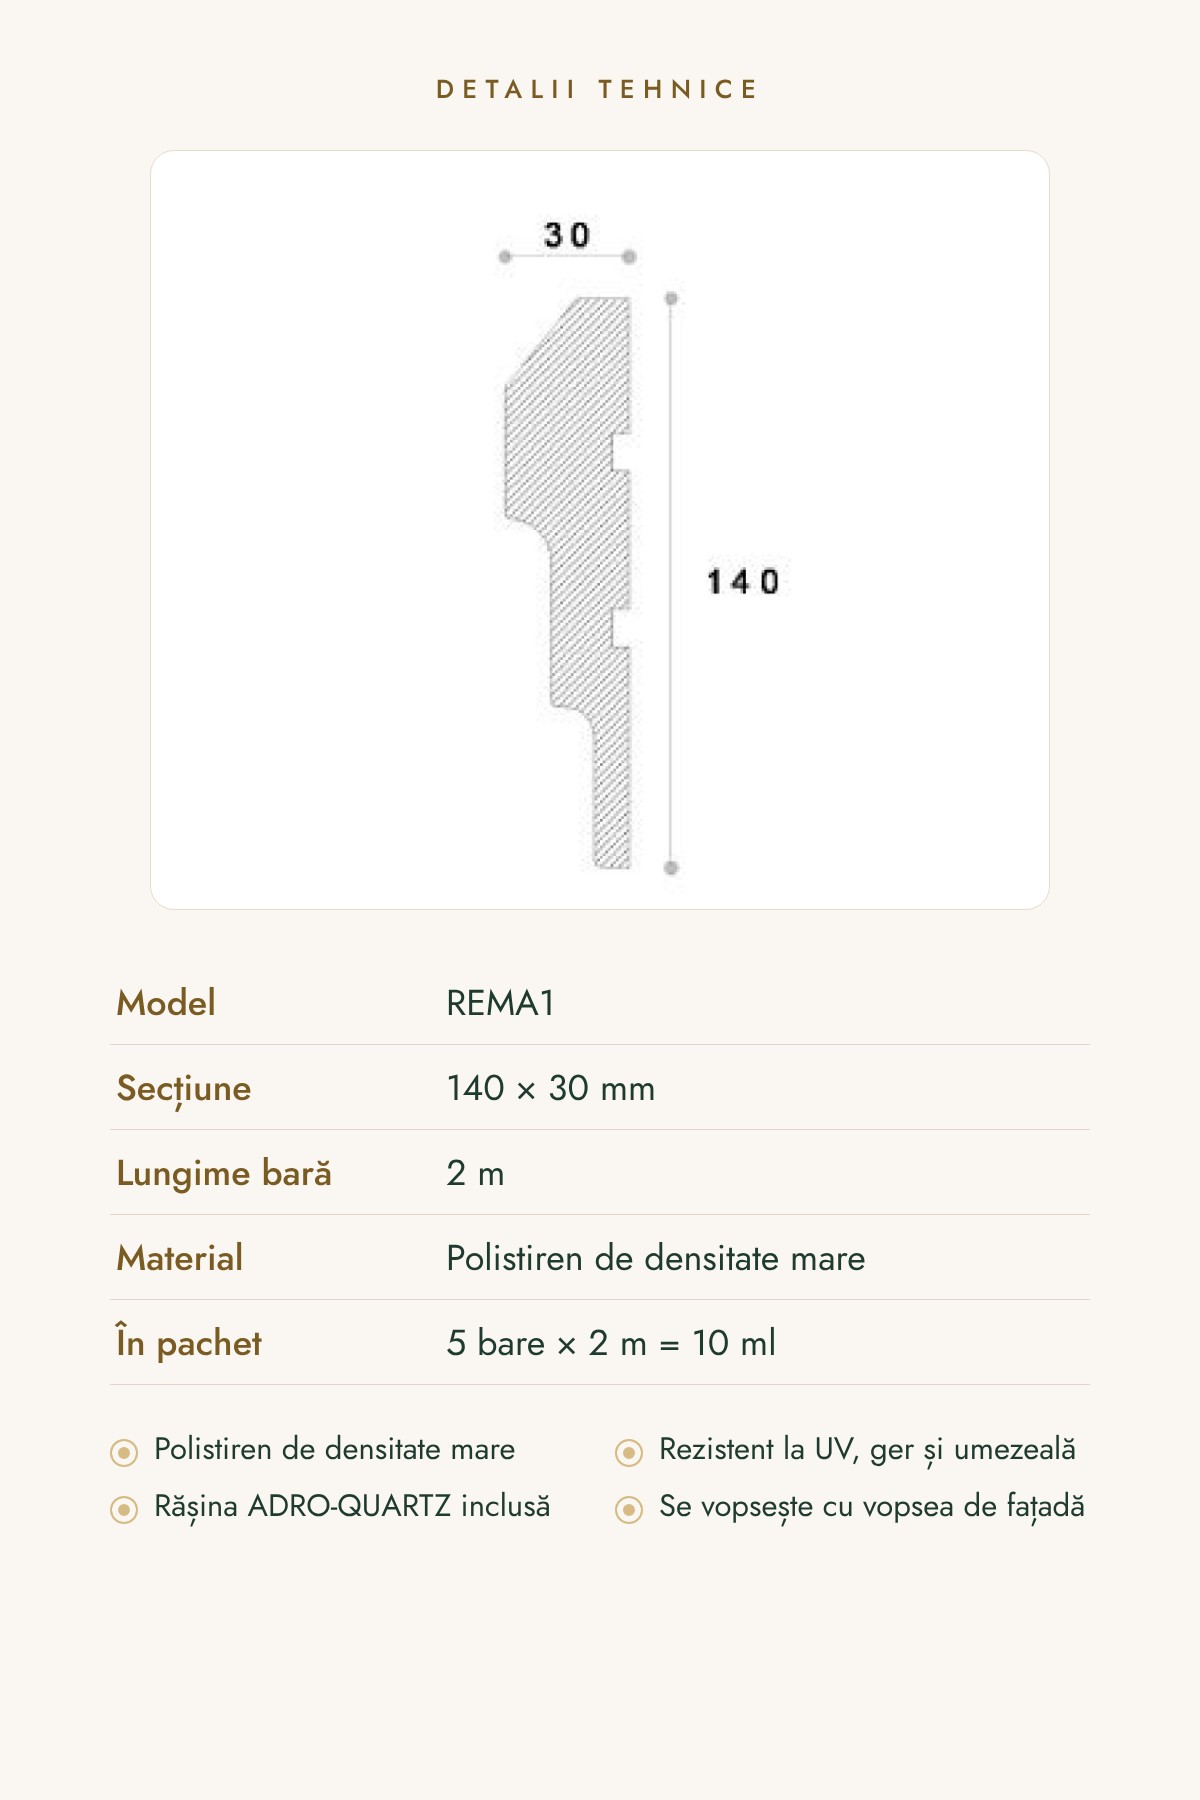 DETALII TEHNICE
30
140
Model REMA1
Secțiune 140 × 30 mm
Lungime bară 2 m
Material Polistiren de densitate mare
În pachet 5 bare × 2 m = 10 ml
Polistiren de densitate mare Rezistent la UV, ger și umezeală
Rășina ADRO-QUARTZ inclusă Se vopsește cu vopsea de fațadă